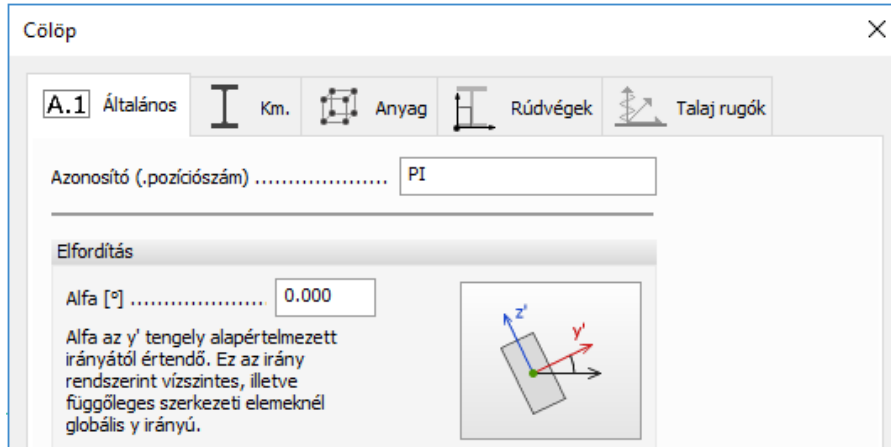 Cölöp
A.1 Általános Km. Anyag Rúdvégek Talaj rugók
Azonosító (.pozíciószám) .................... PI
Elfordítás
Alfa [°] ...................... 0.000
Alfa az y' tengely alapértelmezett
irányától értendő. Ez az irány
rendszerint vízszintes, illetve
függőleges szerkezeti elemeknél
globális y irányú.
z'
y'